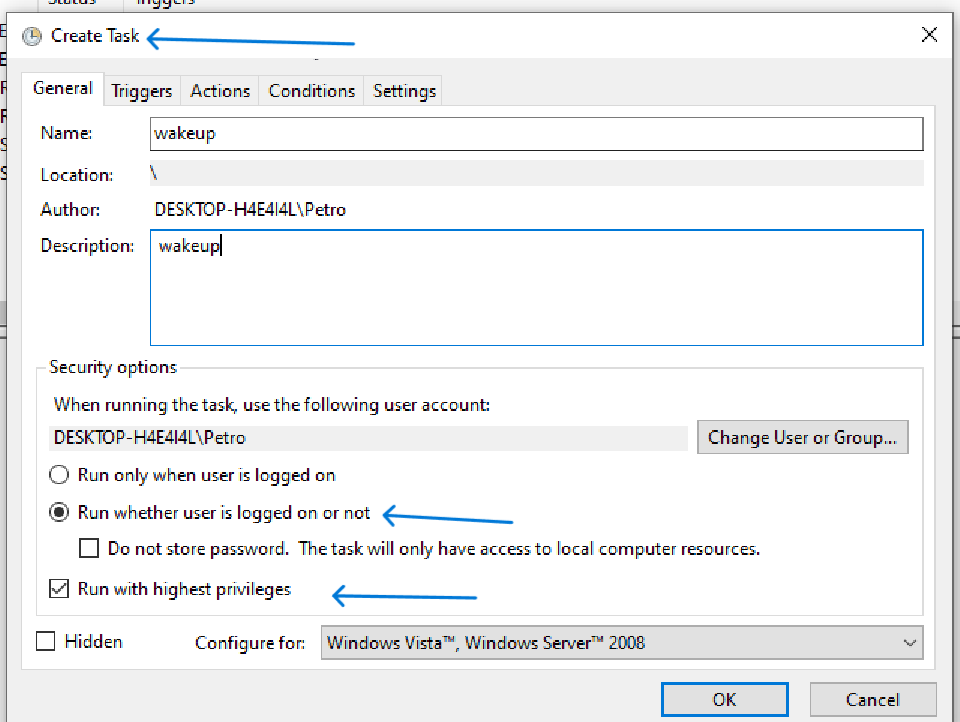 Status Triggers
Create Task
General Triggers Actions Conditions Settings
Name: wakeup
Location: \
Author: DESKTOP-H4E4I4L\Petro
Description: wakeup
Security options
When running the task, use the following user account:
DESKTOP-H4E4I4L\Petro Change User or Group...
Run only when user is logged on
Run whether user is logged on or not
Do not store password. The task will only have access to local computer resources.
Run with highest privileges
Hidden Configure for: Windows Vista™, Windows Server™ 2008
OK Cancel